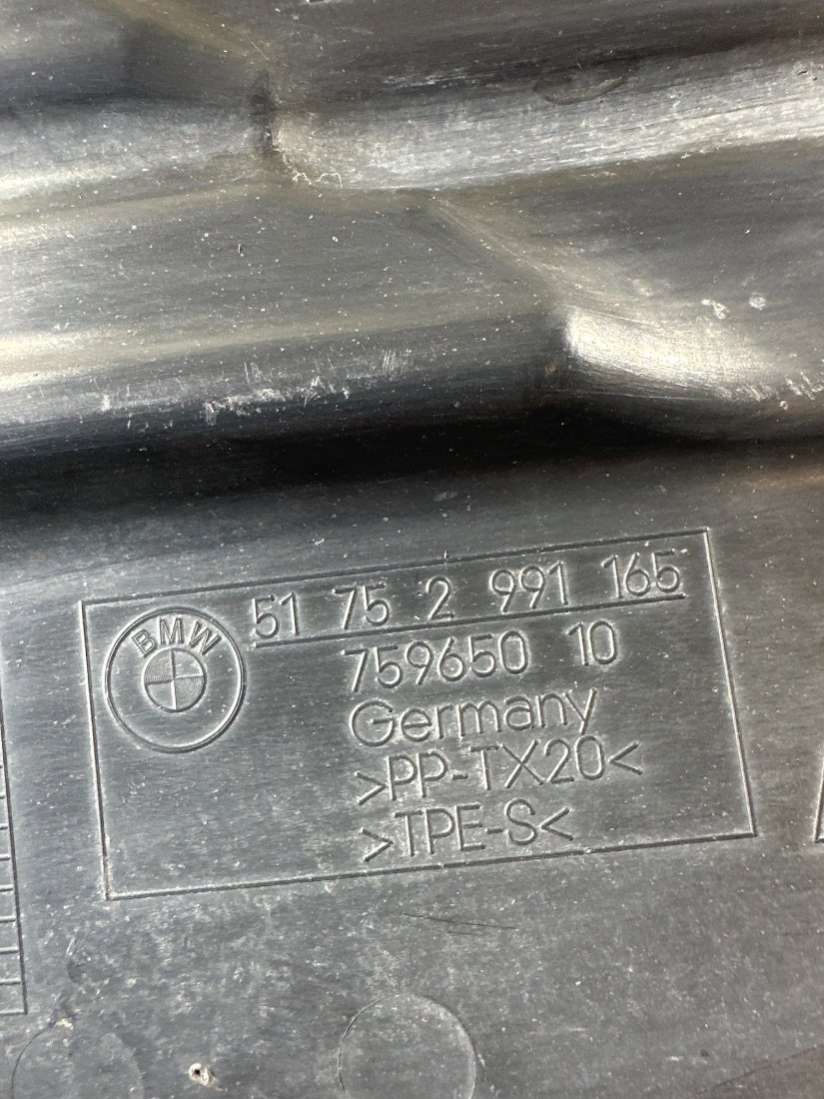 BMW
51 75 2 991 165
759650 10
Germany
>PP-TX20<
>TPE-S<